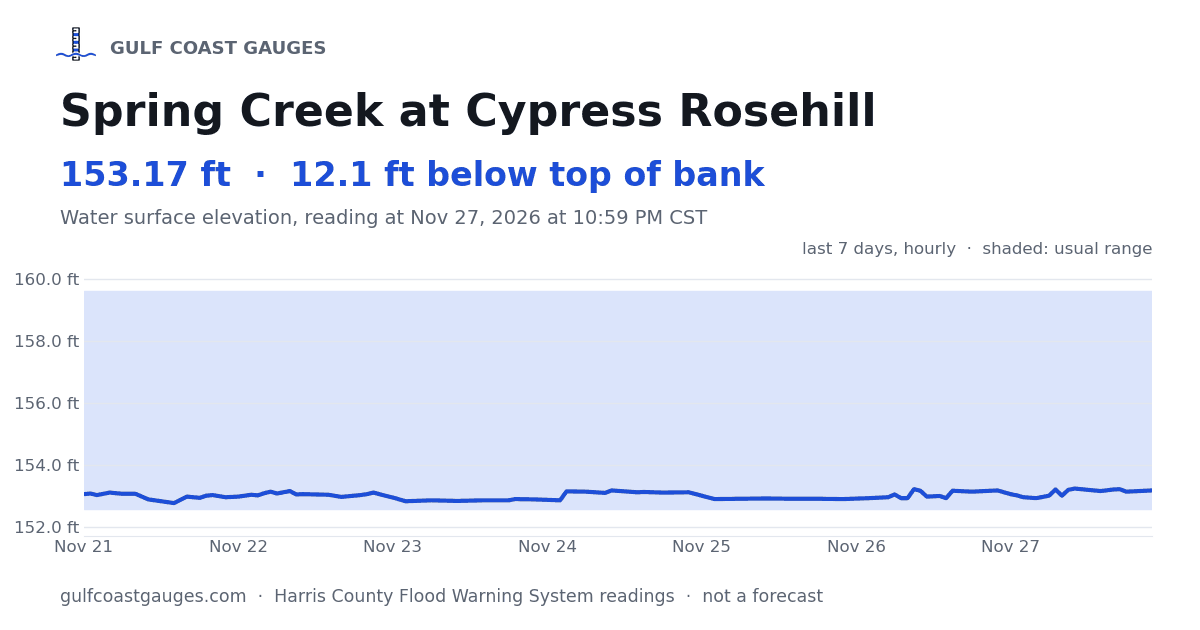 GULF COAST GAUGES
Spring Creek at Cypress Rosehill
153.17 ft · 12.1 ft below top of bank
Water surface elevation, reading at Nov 27, 2026 at 10:59 PM CST
last 7 days, hourly · shaded: usual range
160.0 ft
158.0 ft
156.0 ft
154.0 ft
152.0 ft
Nov 21 Nov 22 Nov 23 Nov 24 Nov 25 Nov 26 Nov 27
gulfcoastgauges.com · Harris County Flood Warning System readings · not a forecast